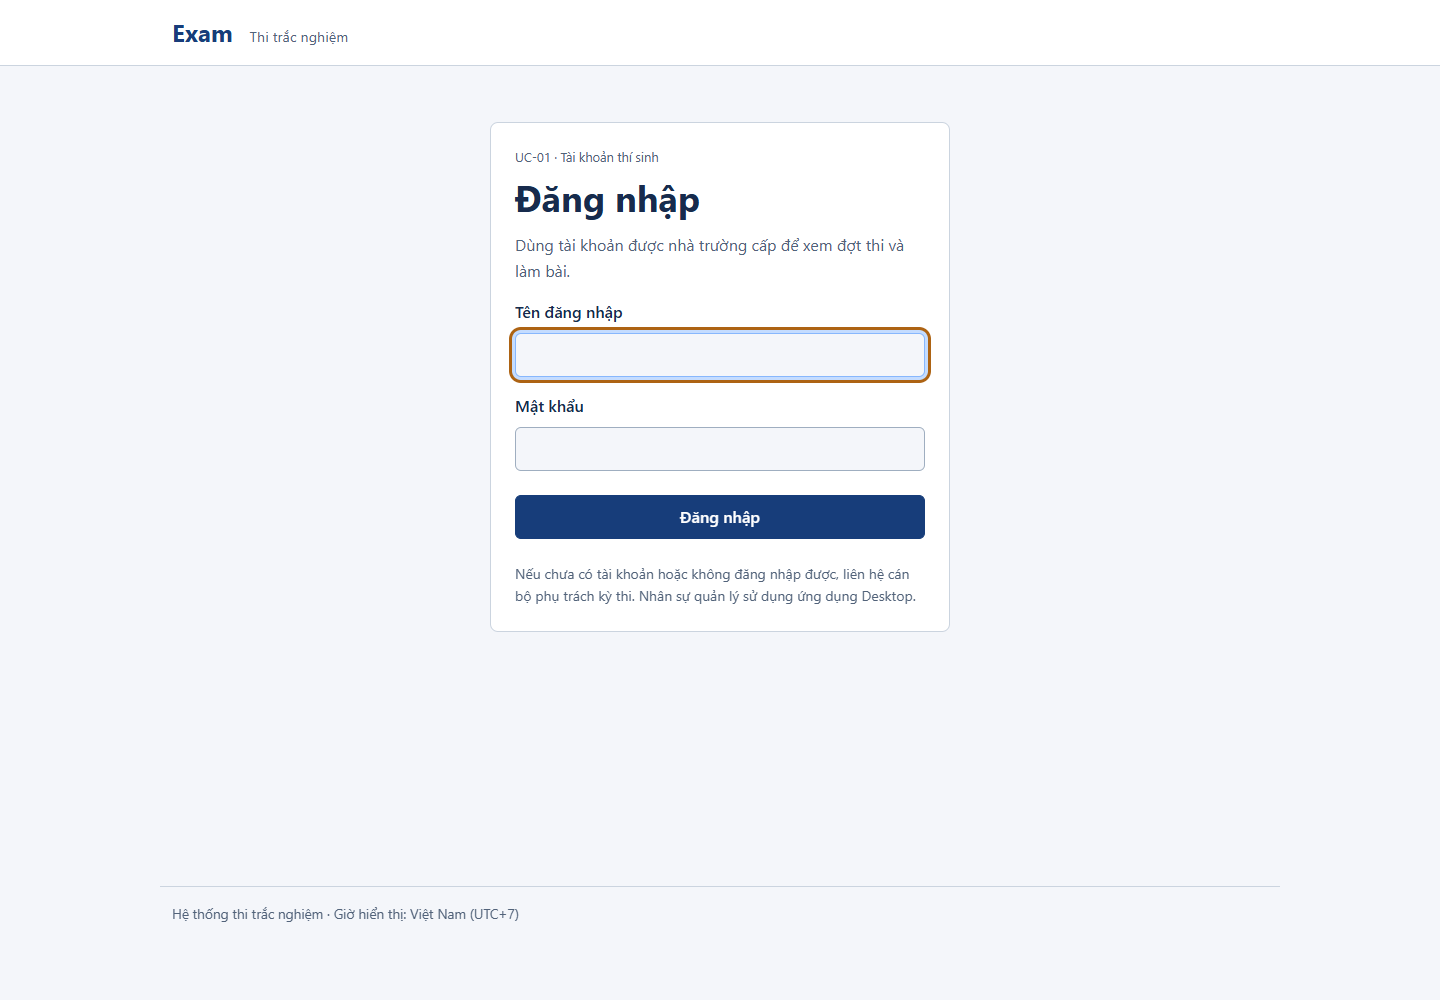 Exam Thi trắc nghiệm
UC-01 · Tài khoản thí sinh
Đăng nhập
Dùng tài khoản được nhà trường cấp để xem đợt thi và
làm bài.
Tên đăng nhập
Mật khẩu
Đăng nhập
Nếu chưa có tài khoản hoặc không đăng nhập được, liên hệ cán
bộ phụ trách kỳ thi. Nhân sự quản lý sử dụng ứng dụng Desktop.
Hệ thống thi trắc nghiệm · Giờ hiển thị: Việt Nam (UTC+7)